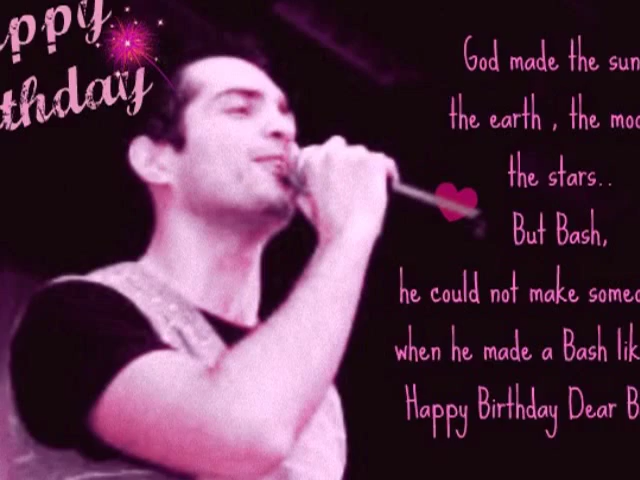 appy
thday
God made the sun
the earth , the moo
the stars..
But Bash,
he could not make someo
when he made a Bash lik
Happy Birthday Dear B